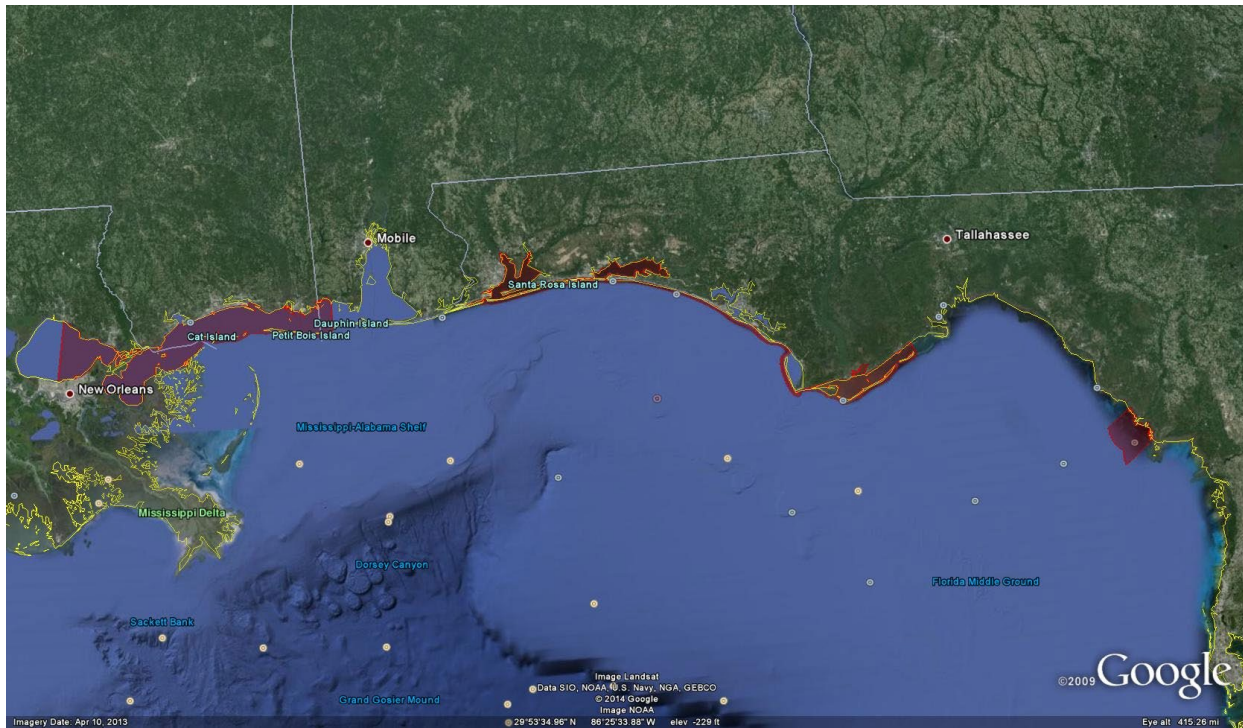 Mobile
Tallahassee
Santa Rosa Island
Dauphin Island
Cat Island
Petit Bois Island
New Orleans
Mississippi-Alabama Shelf
Mississippi Delta
Dorsey Canyon
Florida Middle Ground
Sackett Bank
Grand Gosier Mound
Image Landsat
Data SIO, NOAA, U.S. Navy, NGA, GEBCO
© 2014 Google
Image NOAA
©2009 Google
Imagery Date: Apr 10, 2013
29°53'34.96" N 86°25'33.88" W elev -229 ft
Eye alt 415.26 mi